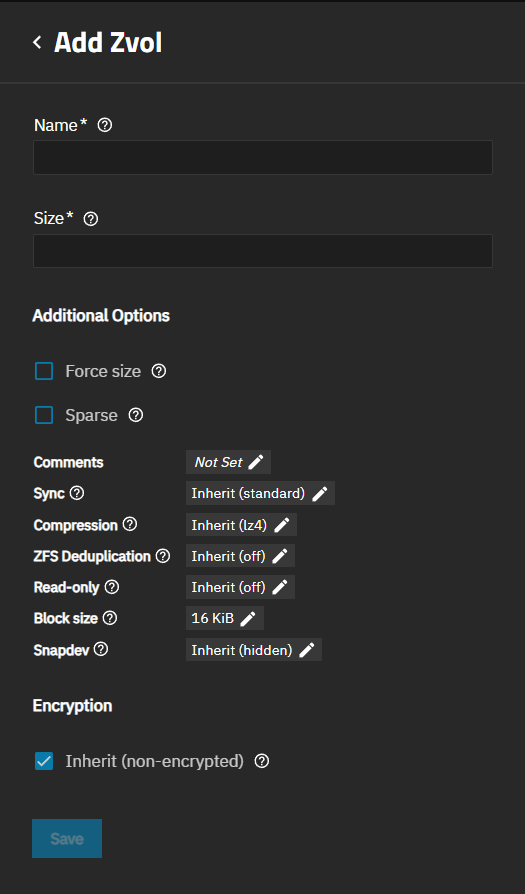 Add Zvol
Name*
Size*
Additional Options
Force size
Sparse
Comments Not Set
Sync Inherit (standard)
Compression Inherit (lz4)
ZFS Deduplication Inherit (off)
Read-only Inherit (off)
Block size 16 KiB
Snapdev Inherit (hidden)
Encryption
Inherit (non-encrypted)
Save